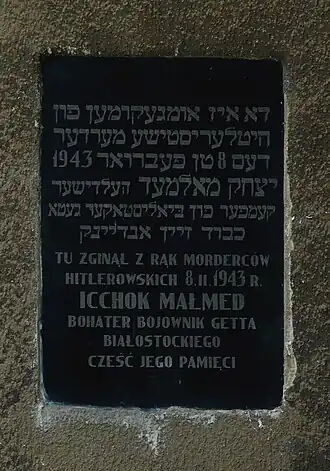 דא איז אומגעקומען פון
היטלעריסטישע מערדער
דעם 8טן פעברואר 1943
יצחק מאלמעד העלדישער
קעמפער פון ביאליסטאקער געטא
כבוד זיין אנדיינק
TU ZGINĄŁ Z RĄK MORDERCÓW
HITLEROWSKICH 8.II.1943 R.
ICCHOK MAŁMED
BOHATER BOJOWNIK GETTA
BIAŁOSTOCKIEGO
CZEŚĆ JEGO PAMIĘCI